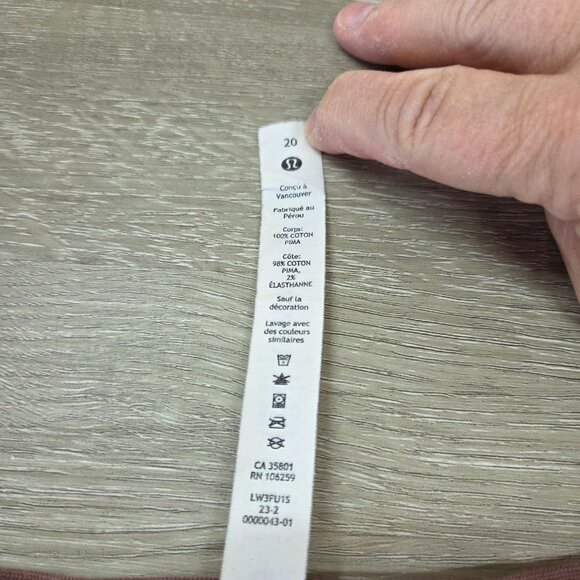 20
Conçu à
Vancouver
Fabriqué au
Pérou
Corps:
100% COTON
PIMA
Côte:
98% COTON
PIMA,
2%
ÉLASTHANNE
Sauf la
décoration
Lavage avec
des couleurs
similaires
CA 35801
RN 106259
LW3FU1S
23-2
0000043-01